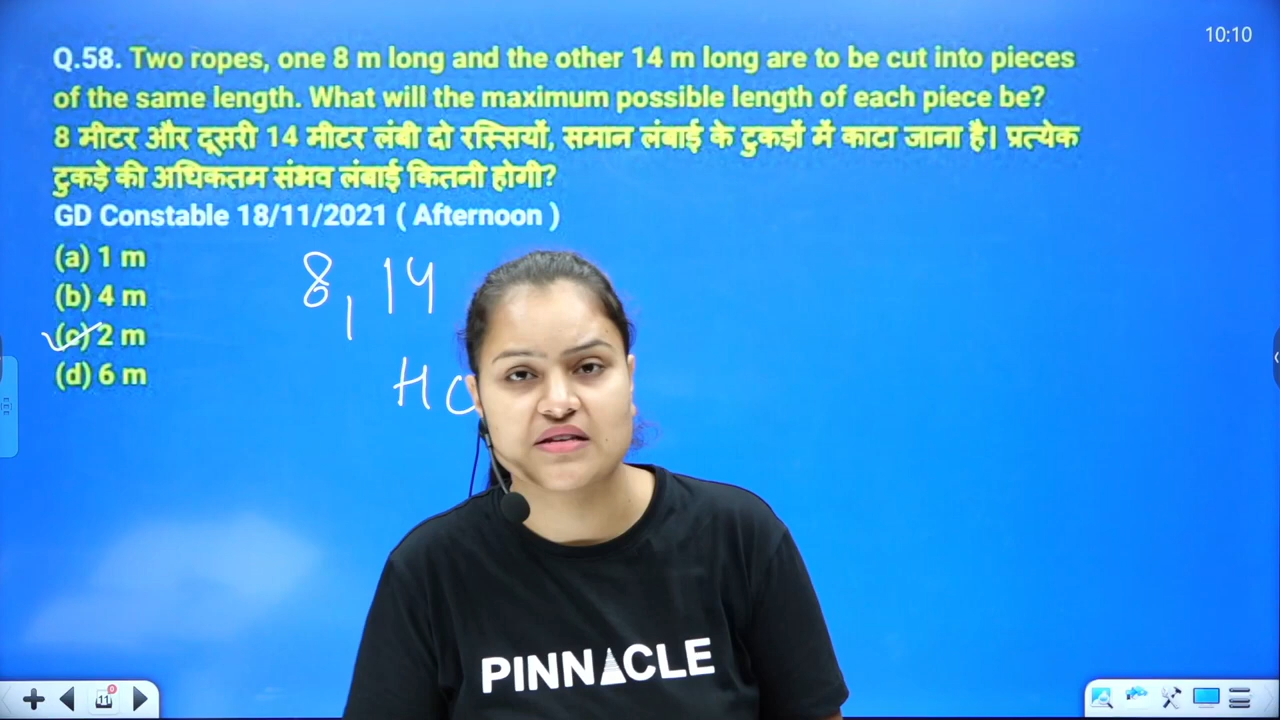 10:10
Q.58. Two ropes, one 8 m long and the other 14 m long are to be cut into pieces
of the same length. What will the maximum possible length of each piece be?
8 मीटर और दूसरी 14 मीटर लंबी दो रस्सियों, समान लंबाई के टुकड़ों में काटा जाना है। प्रत्येक
टुकड़े की अधिकतम संभव लंबाई कितनी होगी?
GD Constable 18/11/2021 ( Afternoon )
(a) 1 m
(b) 4 m
(c) 2 m
(d) 6 m
8, 14
HC
PINNACLE
11